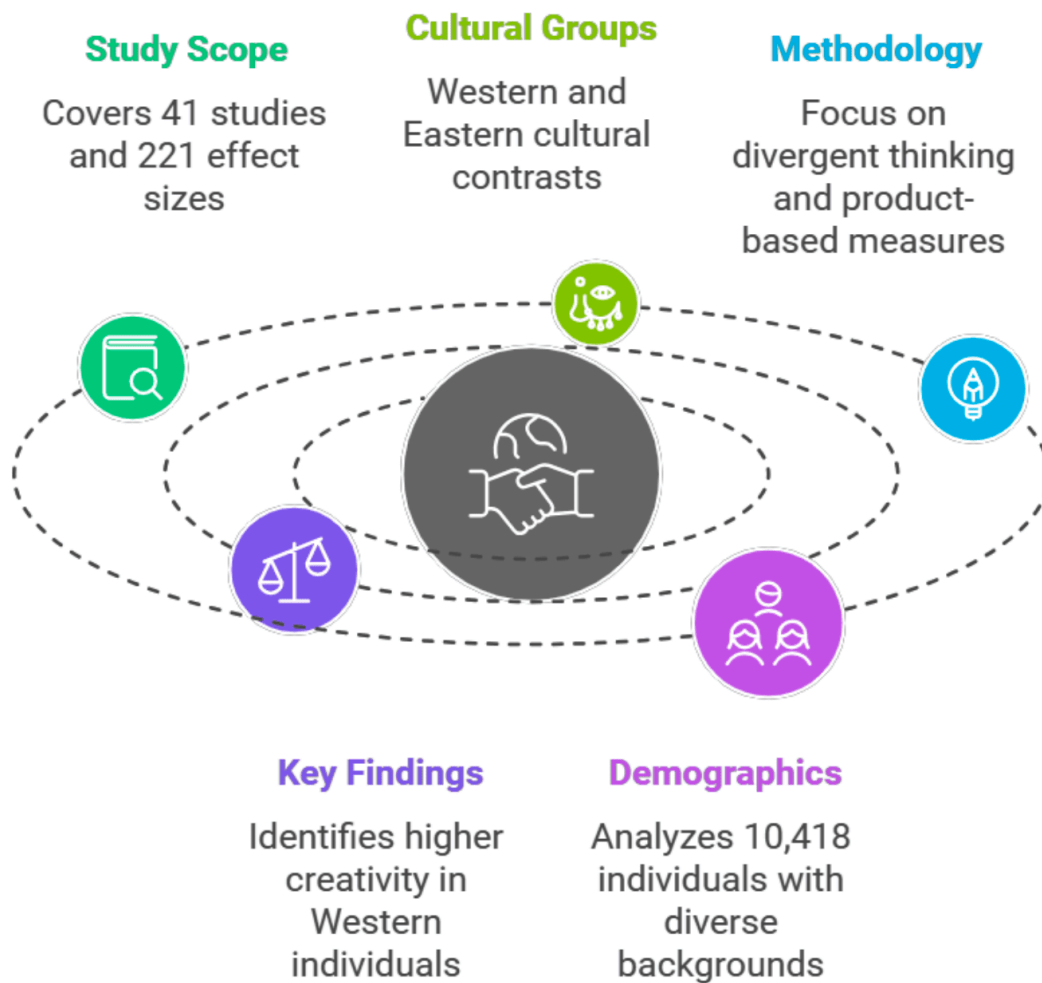 Study Scope
Covers 41 studies
and 221 effect
sizes
Cultural Groups
Western and
Eastern cultural
contrasts
Methodology
Focus on
divergent thinking
and product-
based measures
Key Findings
Identifies higher
creativity in
Western
individuals
Demographics
Analyzes 10,418
individuals with
diverse
backgrounds